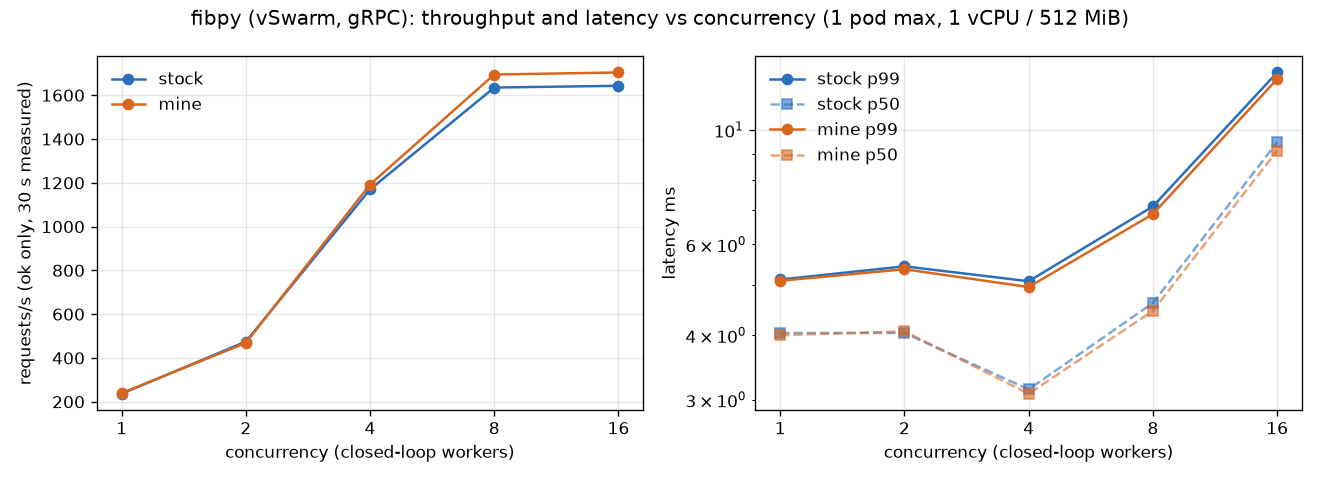 fibpy (vSwarm, gRPC): throughput and latency vs concurrency (1 pod max, 1 vCPU / 512 MiB)
requests/s (ok only, 30 s measured)
1600
1400
1200
1000
800
600
400
200
stock
mine
1 2 4 8 16
concurrency (closed-loop workers)
latency ms
10¹
6 × 10⁰
4 × 10⁰
3 × 10⁰
stock p99
stock p50
mine p99
mine p50
1 2 4 8 16
concurrency (closed-loop workers)